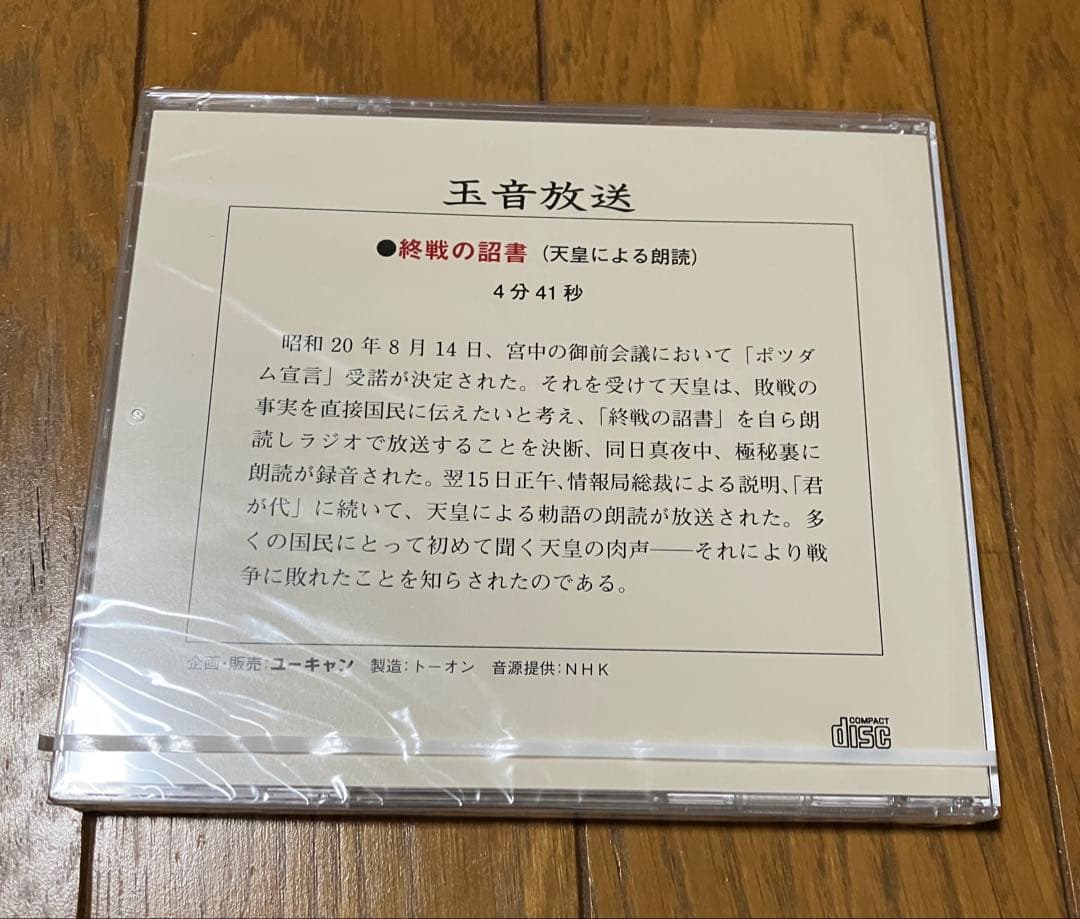 玉音放送
●終戦の詔書（天皇による朗読）
4分41秒
昭和20年8月14日、宮中の御前会議において「ポツダ
ム宣言」受諾が決定された。それを受けて天皇は、敗戦の
事実を直接国民に伝えたいと考え、「終戦の詔書」を自ら朗
読しラジオで放送することを決断、同日真夜中、極秘裏に
朗読が録音された。翌15日正午、情報局総裁による説明、「君
が代」に続いて、天皇による勅語の朗読が放送された。多
くの国民にとって初めて聞く天皇の肉声――それにより戦
争に敗れたことを知らされたのである。
企画・販売：ユーキャン　製造：トーオン　音源提供：NHK
COMPACT
disc